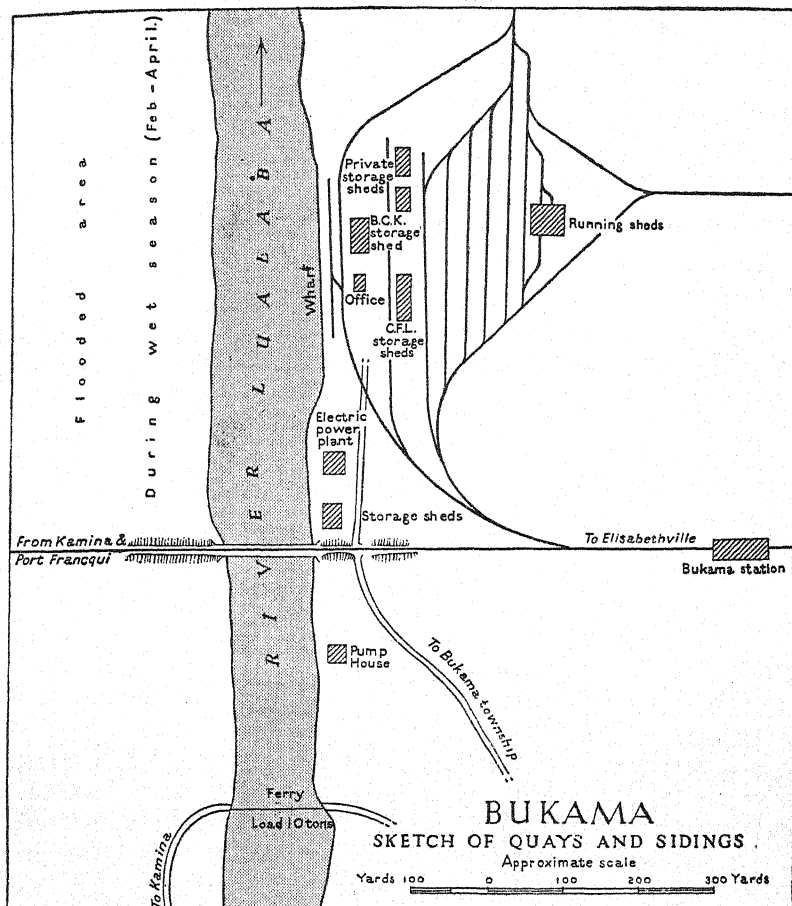 Flooded area
During wet season (Feb-April.)
RIVER LUALABA
Private
storage
sheds
B.C.K.
storage
shed
Running sheds
Wharf
Office
C.F.L.
storage
sheds
Electric
power
plant
Storage sheds
From Kamina &
Port Francqui
To Elisabethville
Bukama station
Pump
House
To Bukama township
Ferry
Load 10 tons
To Kamina
BUKAMA
SKETCH OF QUAYS AND SIDINGS.
Approximate scale
Yards 100 0 100 200 300 Yards